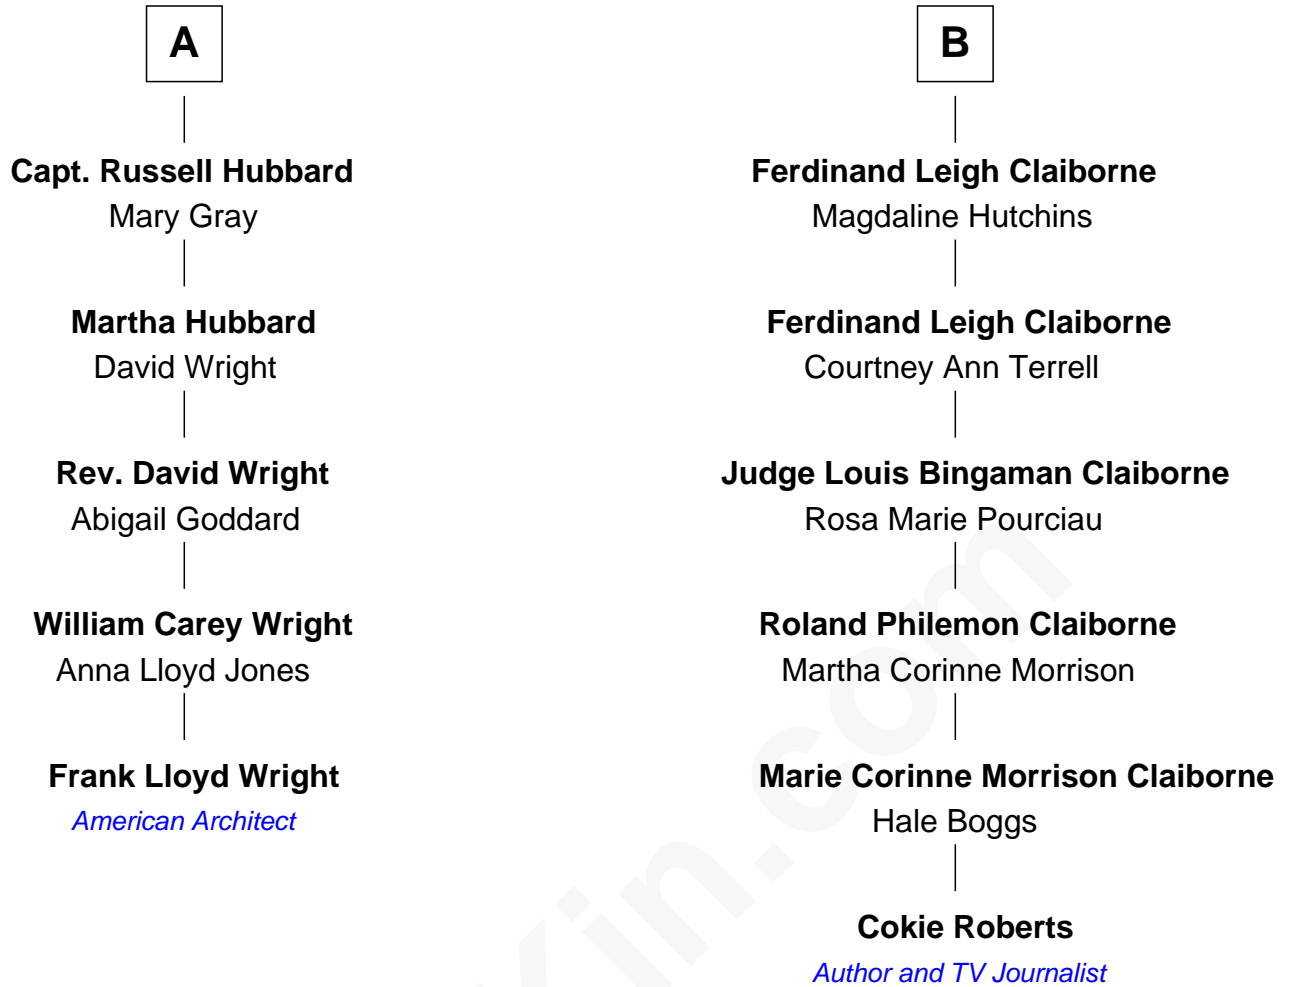 A
Capt. Russell Hubbard
Mary Gray
Martha Hubbard
David Wright
Rev. David Wright
Abigail Goddard
William Carey Wright
Anna Lloyd Jones
Frank Lloyd Wright
American Architect
B
Ferdinand Leigh Claiborne
Magdaline Hutchins
Ferdinand Leigh Claiborne
Courtney Ann Terrell
Judge Louis Bingaman Claiborne
Rosa Marie Pourciau
Roland Philemon Claiborne
Martha Corinne Morrison
Marie Corinne Morrison Claiborne
Hale Boggs
Cokie Roberts
Author and TV Journalist
Kin.com